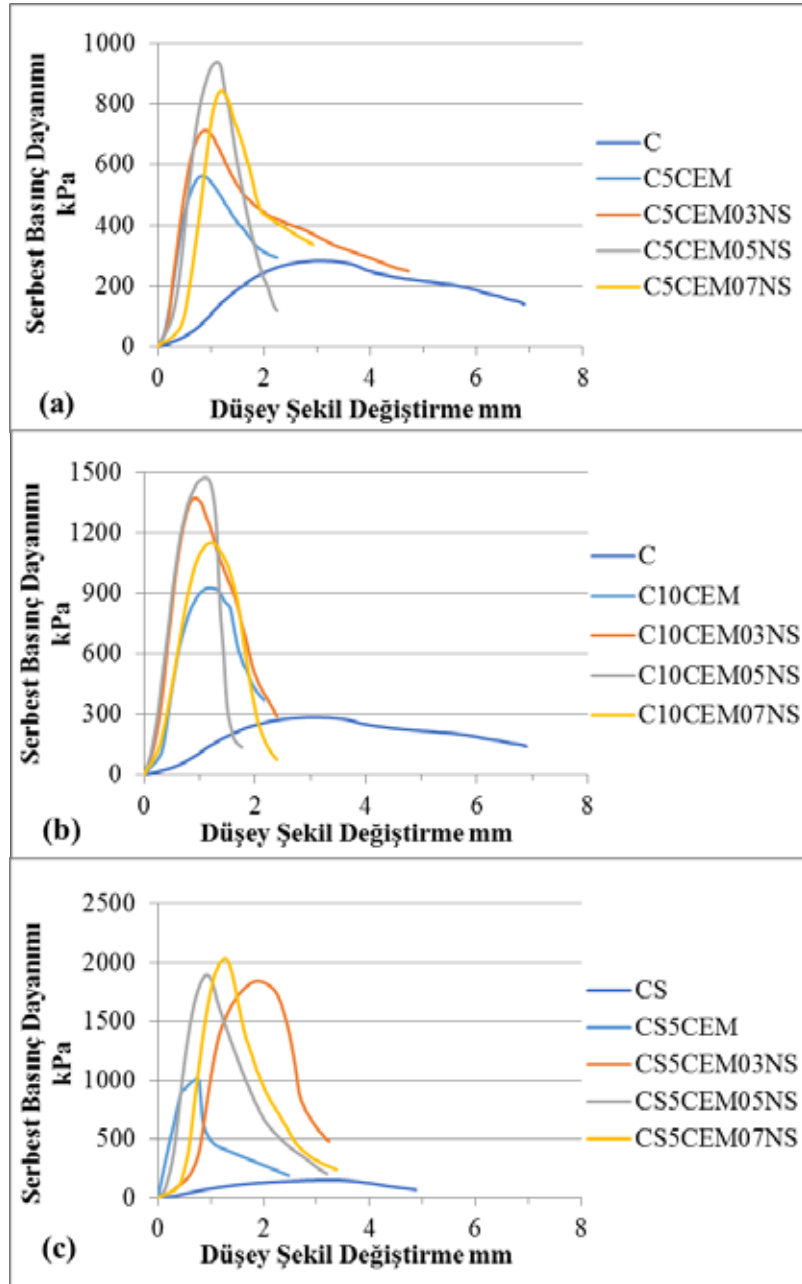 Serbest Basınç Dayanımı
kPa
1000
800
600
400
200
0
0
2
4
6
8
Düşey Şekil Değiştirme mm
(a)
C
C5CEM
C5CEM03NS
C5CEM05NS
C5CEM07NS
Serbest Basınç Dayanımı
kPa
1500
1200
900
600
300
0
0
2
4
6
8
Düşey Şekil Değiştirme mm
(b)
C
C10CEM
C10CEM03NS
C10CEM05NS
C10CEM07NS
Serbest Basınç Dayanımı
kPa
2500
2000
1500
1000
500
0
0
2
4
6
8
Düşey Şekil Değiştirme mm
(c)
CS
CS5CEM
CS5CEM03NS
CS5CEM05NS
CS5CEM07NS